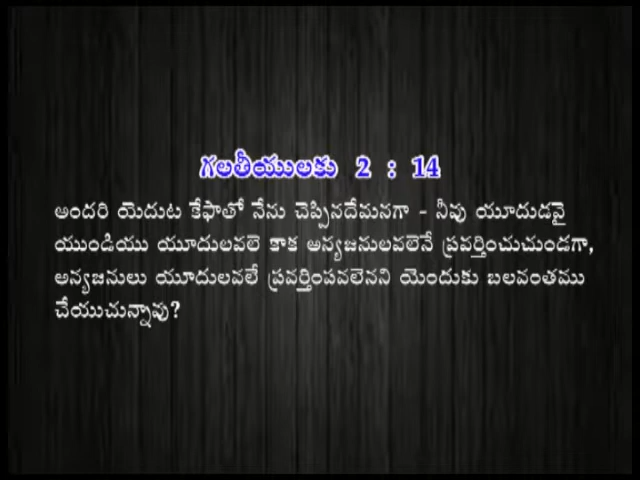 గలతీయులకు 2 : 14
అందరి యెదుట కేఫాతో నేను చెప్పినదేమనగా - నీవు యూదుడవై
యుండియు యూదులవలె కాక అన్యజనులవలెనే ప్రవర్తించుచుండగా,
అన్యజనులు యూదులవలే ప్రవర్తింపవలెనని యెందుకు బలవంతము
చేయుచున్నావు?